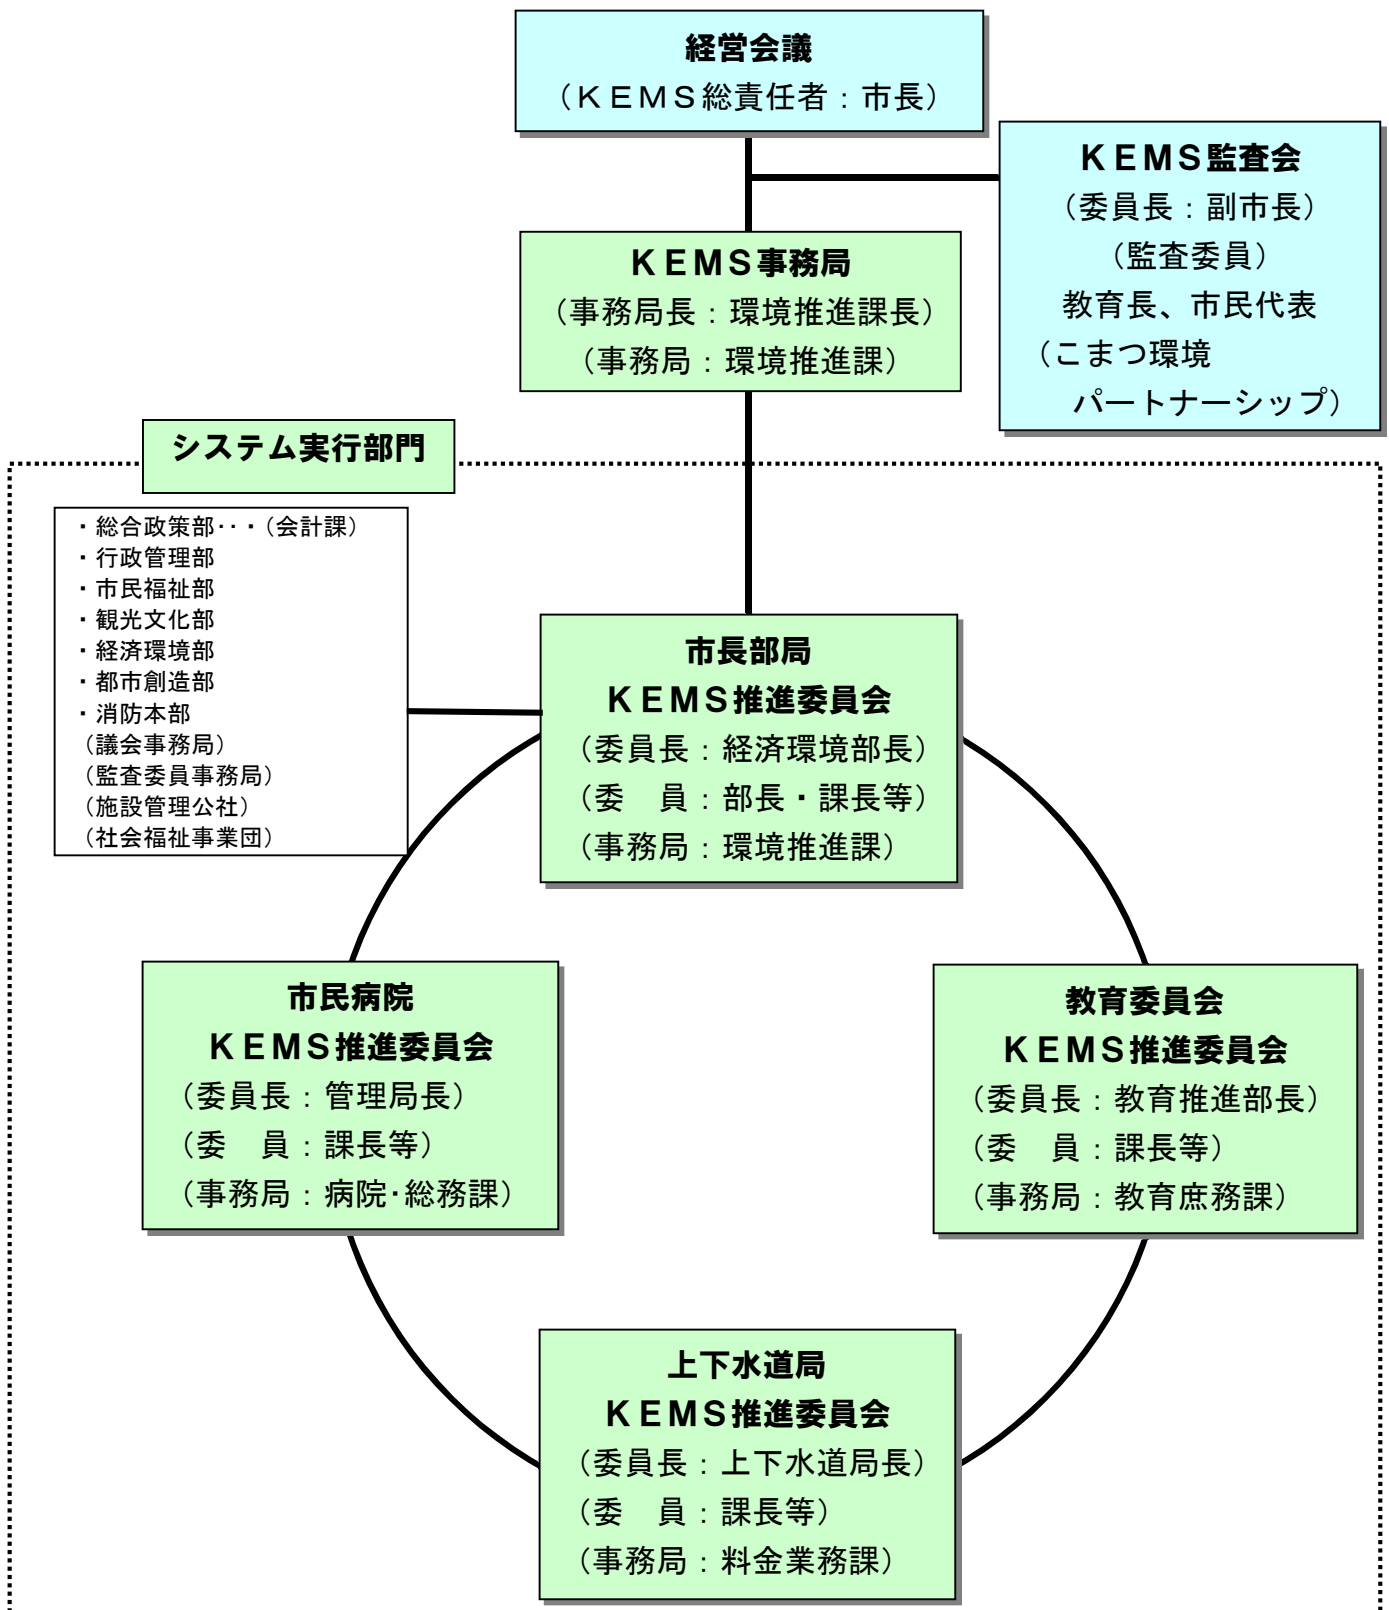 経営会議
（ＫＥＭＳ総責任者：市長）
ＫＥＭＳ監査会
（委員長：副市長）
（監査委員）
教育長、市民代表
（こまつ環境
パートナーシップ）
ＫＥＭＳ事務局
（事務局長：環境推進課長）
（事務局：環境推進課）
システム実行部門
・総合政策部・・・（会計課）
・行政管理部
・市民福祉部
・観光文化部
・経済環境部
・都市創造部
・消防本部
（議会事務局）
（監査委員事務局）
（施設管理公社）
（社会福祉事業団）
市長部局
ＫＥＭＳ推進委員会
（委員長：経済環境部長）
（委　員：部長・課長等）
（事務局：環境推進課）
市民病院
ＫＥＭＳ推進委員会
（委員長：管理局長）
（委　員：課長等）
（事務局：病院・総務課）
教育委員会
ＫＥＭＳ推進委員会
（委員長：教育推進部長）
（委　員：課長等）
（事務局：教育庶務課）
上下水道局
ＫＥＭＳ推進委員会
（委員長：上下水道局長）
（委　員：課長等）
（事務局：料金業務課）